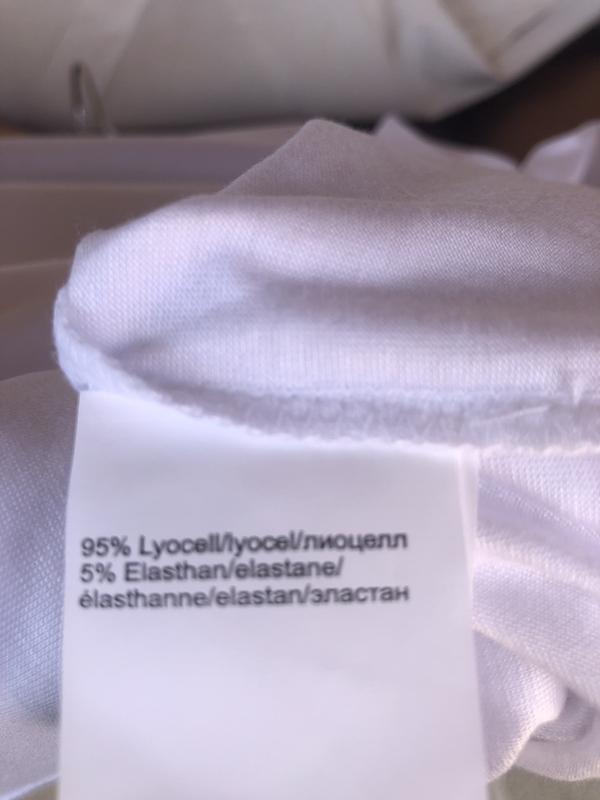 95% Lyocell/lyocel/лиоцелл
5% Elasthan/elastane/
élasthanne/elastan/эластан